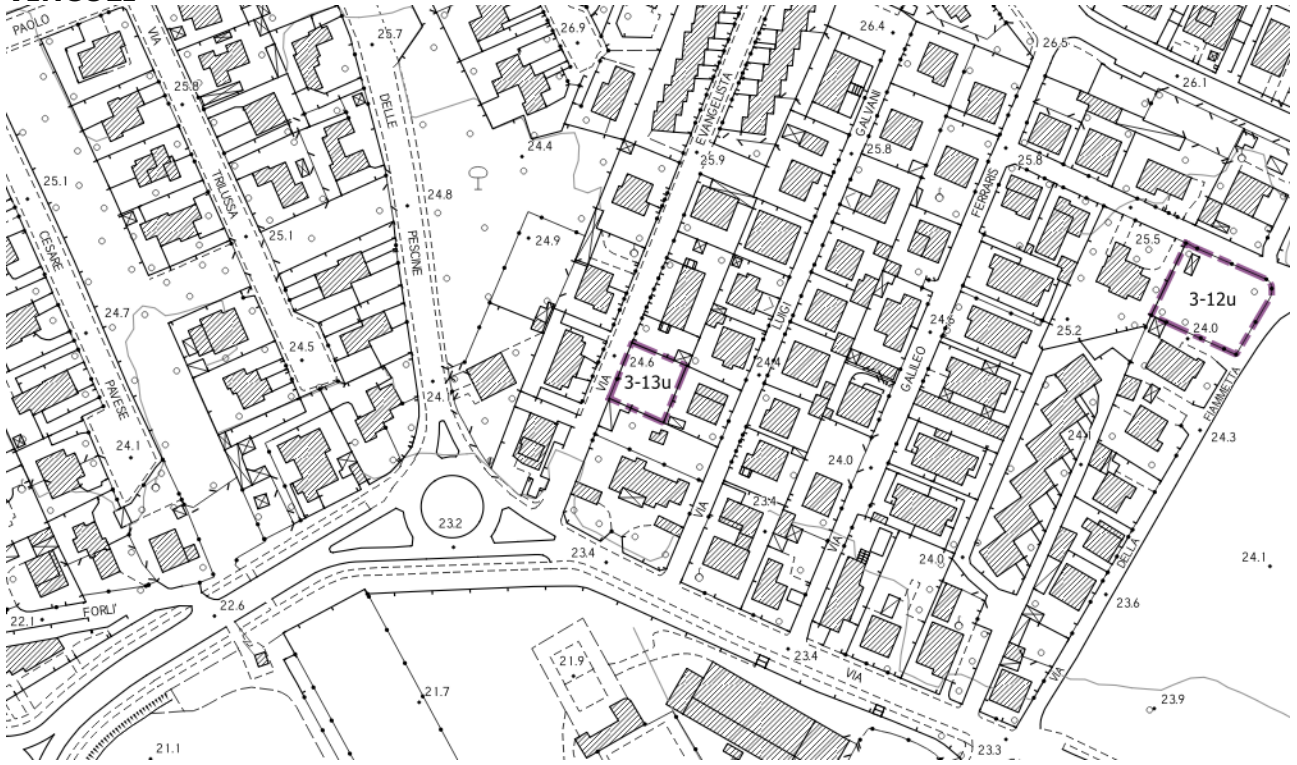 PAOLO
VIA
25.7
26.9
26.4
26.5
26.1
25.8
DELLE
EVANGELISTA
GALVANI
25.1
24.4
25.9
25.8
25.8
24.8
TRILUSSA
FERRARIS
CESARE
25.1
PESCINE
24.9
25.5
3-12u
24.7
24.5
LUIGI
25.2
24.0
24.6
24.4
3-13u
VIA
GALILEO
FIAMMETTA
PAVESE
24.1
24.1
24.3
24.0
23.2
VIA
23.4
VIA
23.4
24.0
DELLA
24.1
FORLI'
22.1
22.6
23.6
21.9
23.4
VIA
VIA
21.7
23.9
21.1
23.3